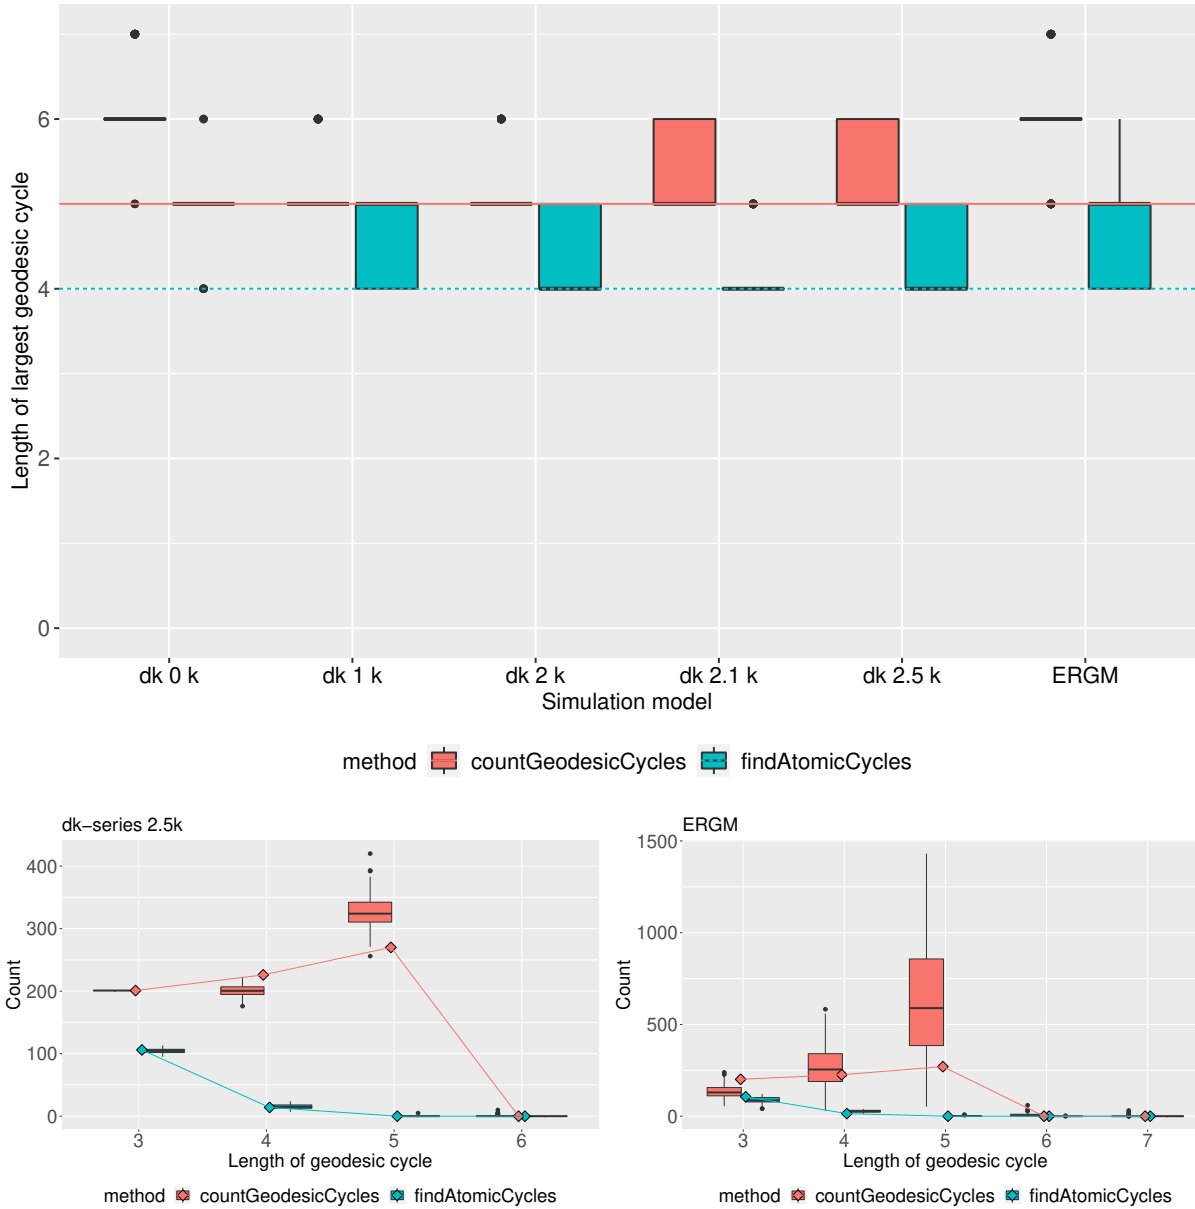 Length of largest geodesic cycle
6
4
2
0
dk 0 k dk 1 k dk 2 k dk 2.1 k dk 2.5 k ERGM
Simulation model
method countGeodesicCycles findAtomicCycles
dk−series 2.5k
Count
400
300
200
100
0
3 4 5 6
Length of geodesic cycle
method countGeodesicCycles findAtomicCycles
ERGM
Count
1500
1000
500
0
3 4 5 6 7
Length of geodesic cycle
method countGeodesicCycles findAtomicCycles